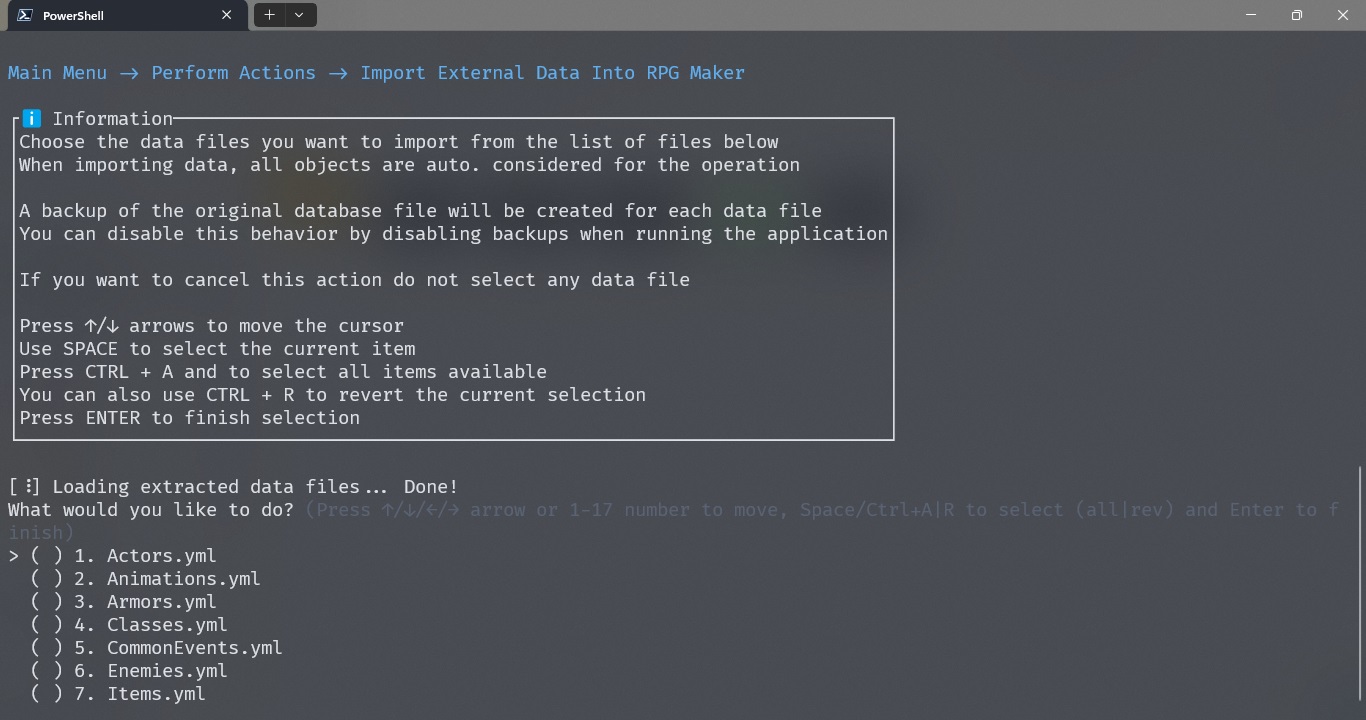 PowerShell
Main Menu → Perform Actions → Import External Data Into RPG Maker
i Information
Choose the data files you want to import from the list of files below
When importing data, all objects are auto. considered for the operation
A backup of the original database file will be created for each data file
You can disable this behavior by disabling backups when running the application
If you want to cancel this action do not select any data file
Press ↑/↓ arrows to move the cursor
Use SPACE to select the current item
Press CTRL + A and to select all items available
You can also use CTRL + R to revert the current selection
Press ENTER to finish selection
[⠸] Loading extracted data files... Done!
What would you like to do? (Press ↑/↓/←/→ arrow or 1-17 number to move, Space/Ctrl+A|R to select (all|rev) and Enter to f
inish)
> ( ) 1. Actors.yml
( ) 2. Animations.yml
( ) 3. Armors.yml
( ) 4. Classes.yml
( ) 5. CommonEvents.yml
( ) 6. Enemies.yml
( ) 7. Items.yml